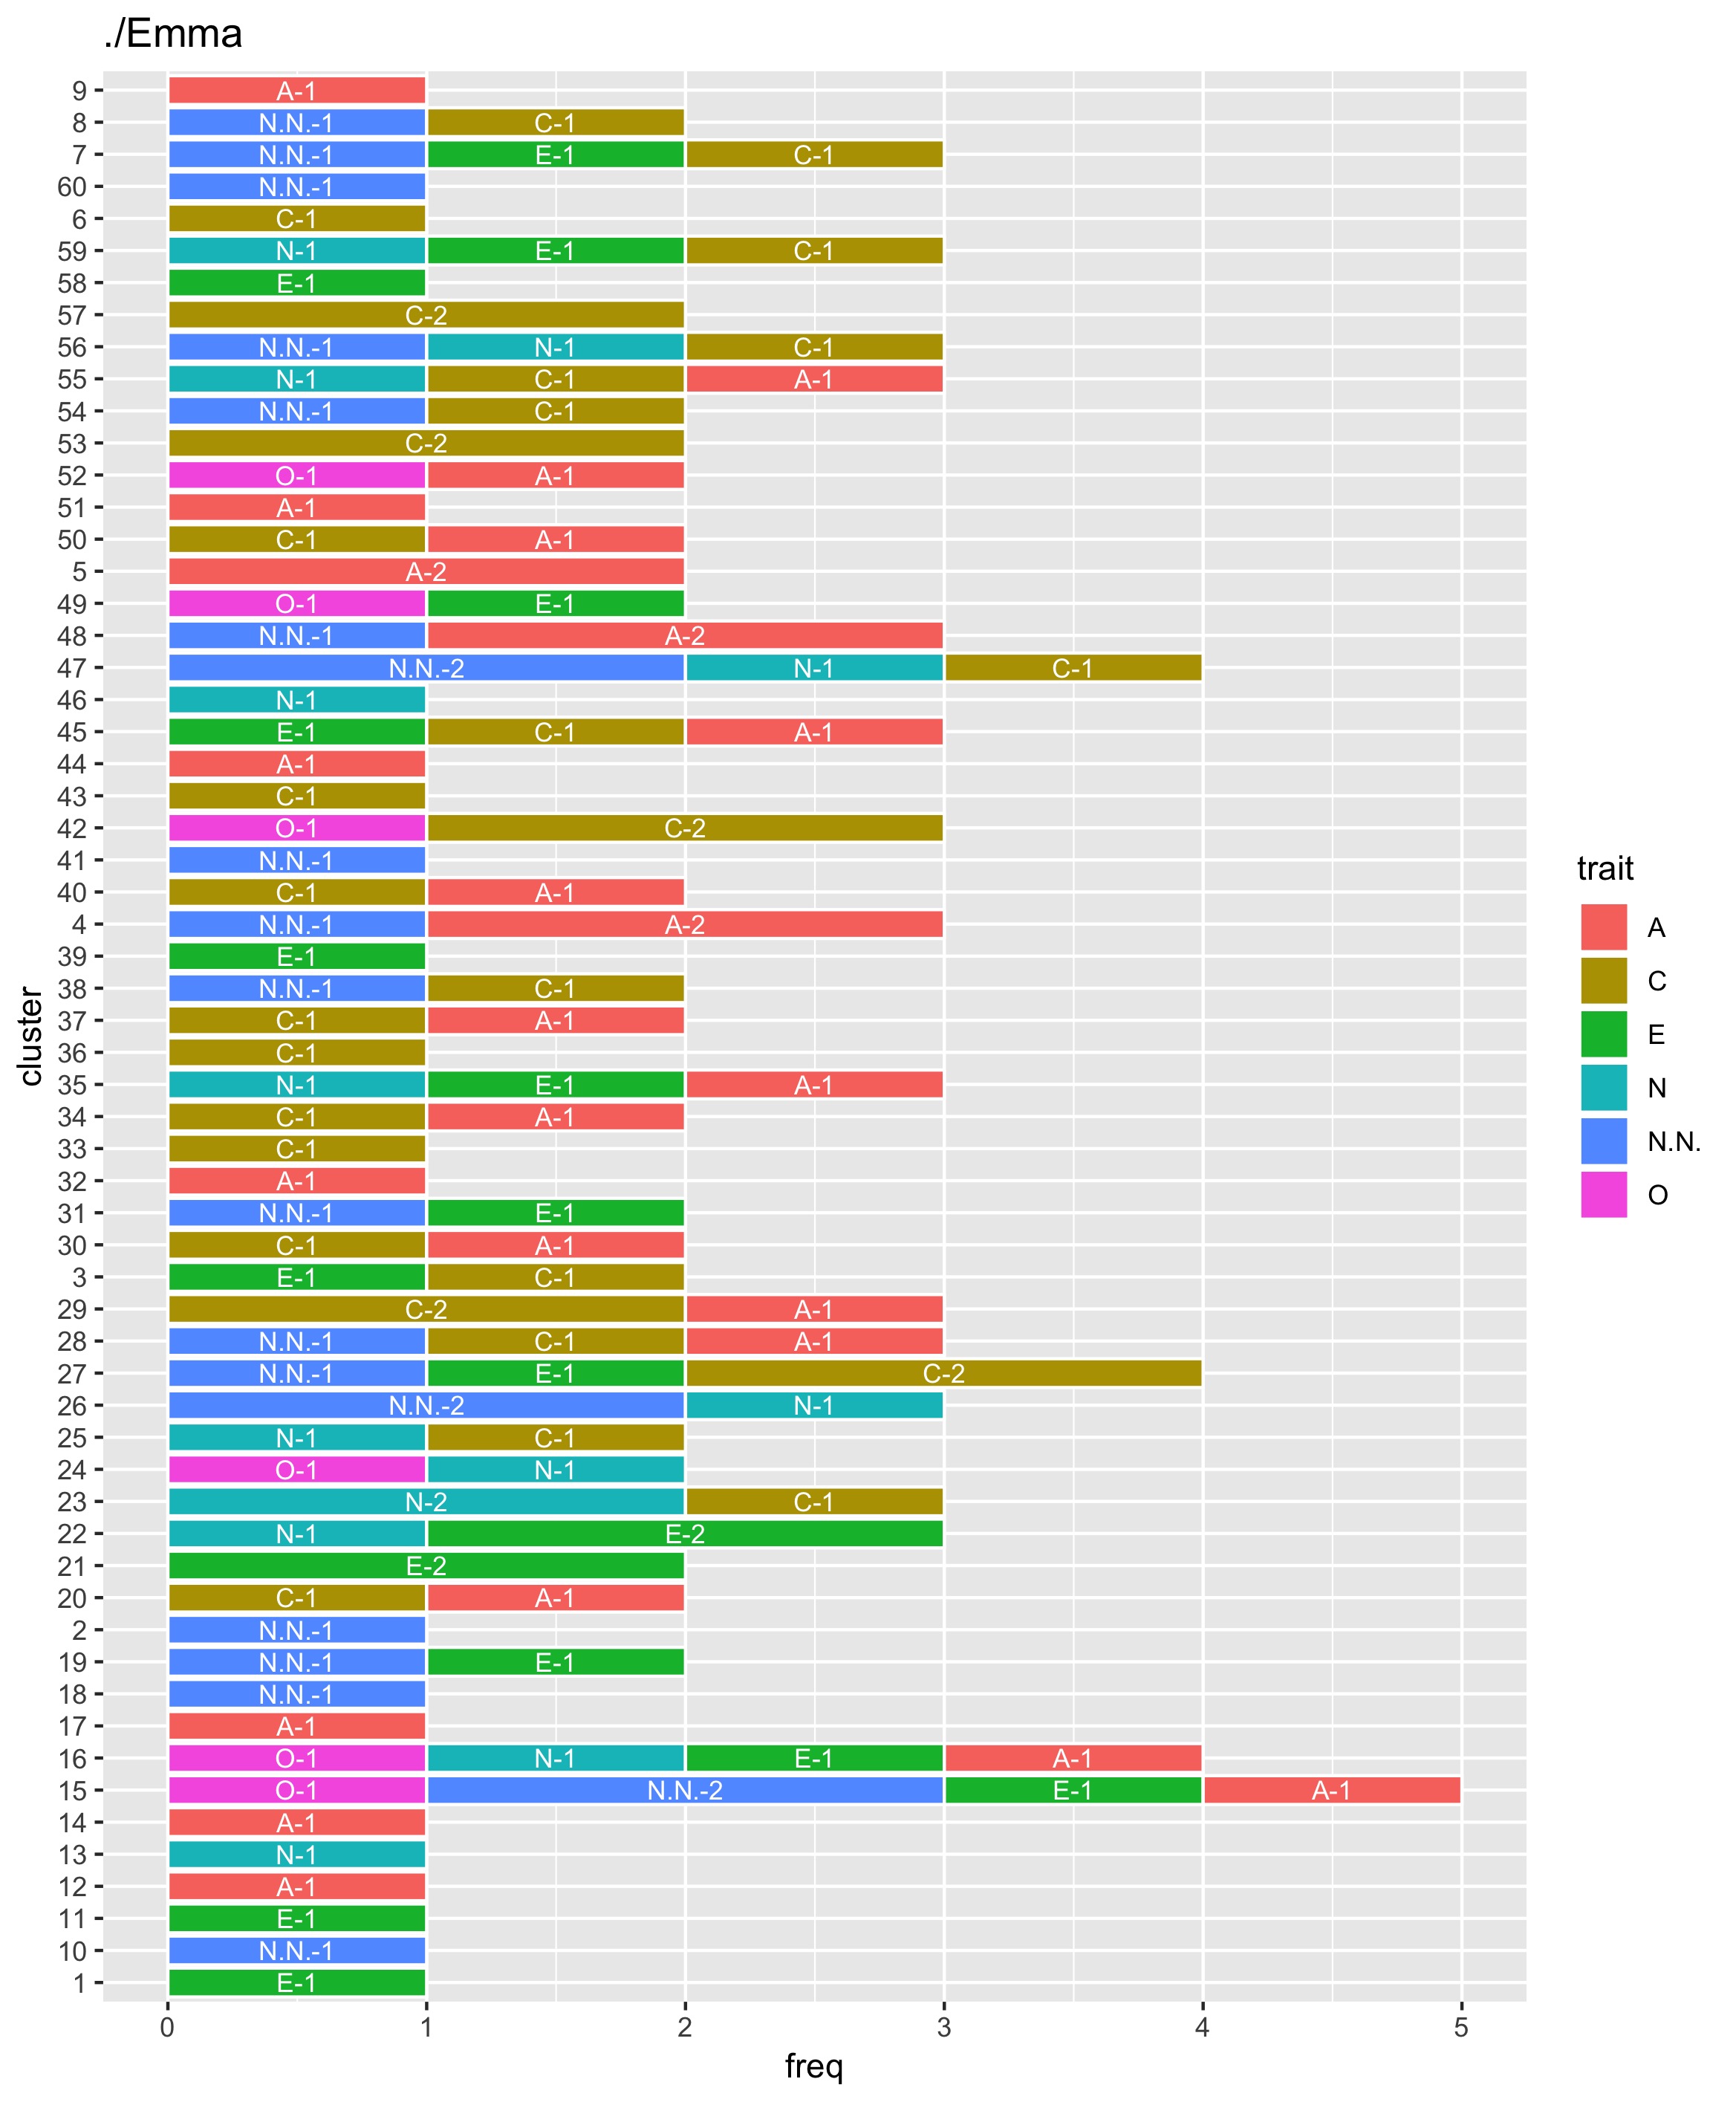 ./Emma
9 A-1
8 N.N.-1 C-1
7 N.N.-1 E-1 C-1
60 N.N.-1
6 C-1
59 N-1 E-1 C-1
58 E-1
57 C-2
56 N.N.-1 N-1 C-1
55 N-1 C-1 A-1
54 N.N.-1 C-1
53 C-2
52 O-1 A-1
51 A-1
50 C-1 A-1
5 A-2
49 O-1 E-1
48 N.N.-1 A-2
47 N.N.-2 N-1 C-1
46 N-1
45 E-1 C-1 A-1
44 A-1
43 C-1
42 O-1 C-2
41 N.N.-1
40 C-1 A-1
4 N.N.-1 A-2
39 E-1
38 N.N.-1 C-1
37 C-1 A-1
36 C-1
35 N-1 E-1 A-1
34 C-1 A-1
33 C-1
32 A-1
31 N.N.-1 E-1
30 C-1 A-1
3 E-1 C-1
29 C-2 A-1
28 N.N.-1 C-1 A-1
27 N.N.-1 E-1 C-2
26 N.N.-2 N-1
25 N-1 C-1
24 O-1 N-1
23 N-2 C-1
22 N-1 E-2
21 E-2
20 C-1 A-1
2 N.N.-1
19 N.N.-1 E-1
18 N.N.-1
17 A-1
16 O-1 N-1 E-1 A-1
15 O-1 N.N.-2 E-1 A-1
14 A-1
13 N-1
12 A-1
11 E-1
10 N.N.-1
1 E-1
0 1 2 3 4 5
freq
cluster
trait
A
C
E
N
N.N.
O